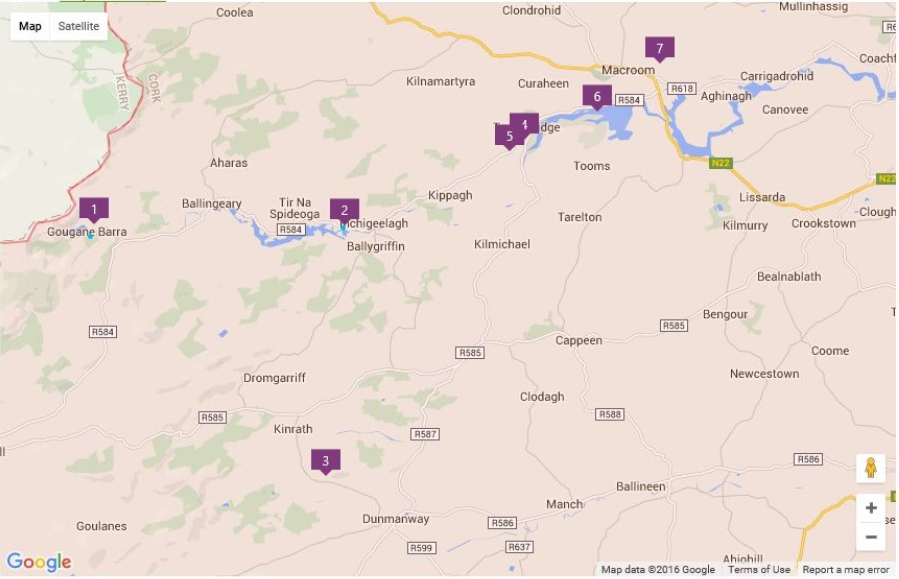 Coolea
Clondrohid
Mullinhassig
Map
Satellite
7
Macroom
Coachf
Kilnamartyra
Curaheen
R618
Carrigadrohid
KERRY
CORK
6
R584
Aghinagh
Canovee
4
5
Aharas
Tooms
N22
N22
Kippagh
Lissarda
1
Ballingeary
Tir Na
Spideoga
2
chigeelagh
Tarelton
Clough
Gougane Barra
R584
Kilmurry
Crookstown
Ballygriffin
Kilmichael
Bealnablath
R584
Bengour
R585
R585
Cappeen
Coome
Dromgarriff
Newcestown
Clodagh
R585
R588
Kinrath
R587
3
R586
Ballineen
Manch
Goulanes
Dunmanway
R586
R599
R637
Ahiohill
Google
Map data ©2016 Google
Terms of Use
Report a map error